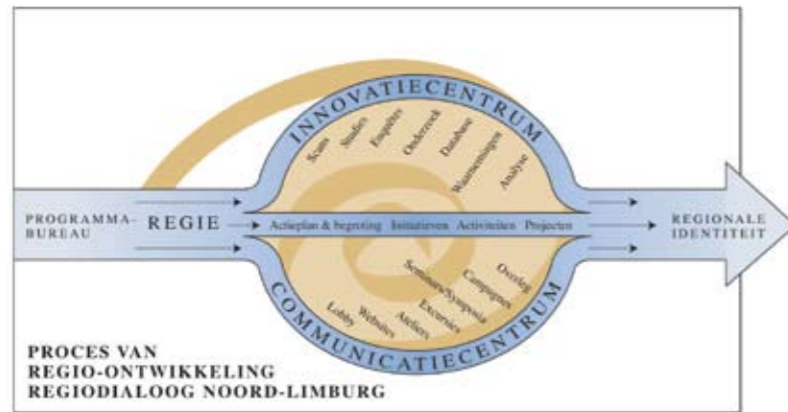 INNOVATIECENTRUM
Scans
Studies
Enquêtes
Onderzoek
Database
Waarnemingen
Analyse
PROGRAMMA-
BUREAU
REGIE
Actieplan & begroting Initiatieven Activiteiten Projecten
REGIONALE
IDENTITEIT
Lobby
Websites
Ateliers
Excursies
Seminars/Symposia
Campagnes
Overleg
COMMUNICATIECENTRUM
PROCES VAN
REGIO-ONTWIKKELING
REGIODIALOOG NOORD-LIMBURG